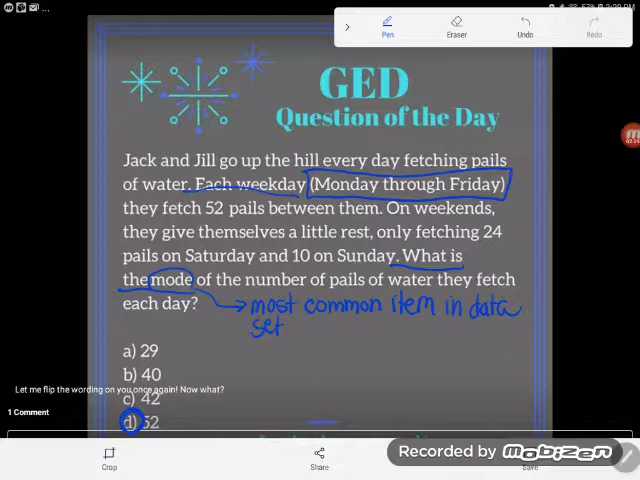 Pen
Eraser
Undo
Redo
GED
Question of the Day
Jack and Jill go up the hill every day fetching pails
of water. Each weekday (Monday through Friday)
they fetch 52 pails between them. On weekends,
they give themselves a little rest, only fetching 24
pails on Saturday and 10 on Sunday. What is
the mode of the number of pails of water they fetch
each day?
most common item in data
set
a) 29
b) 40
Let me flip the wording on you once again! Now what?
c) 42
1 Comment
d) 52
Recorded by Mobizen
Crop
Share
Save